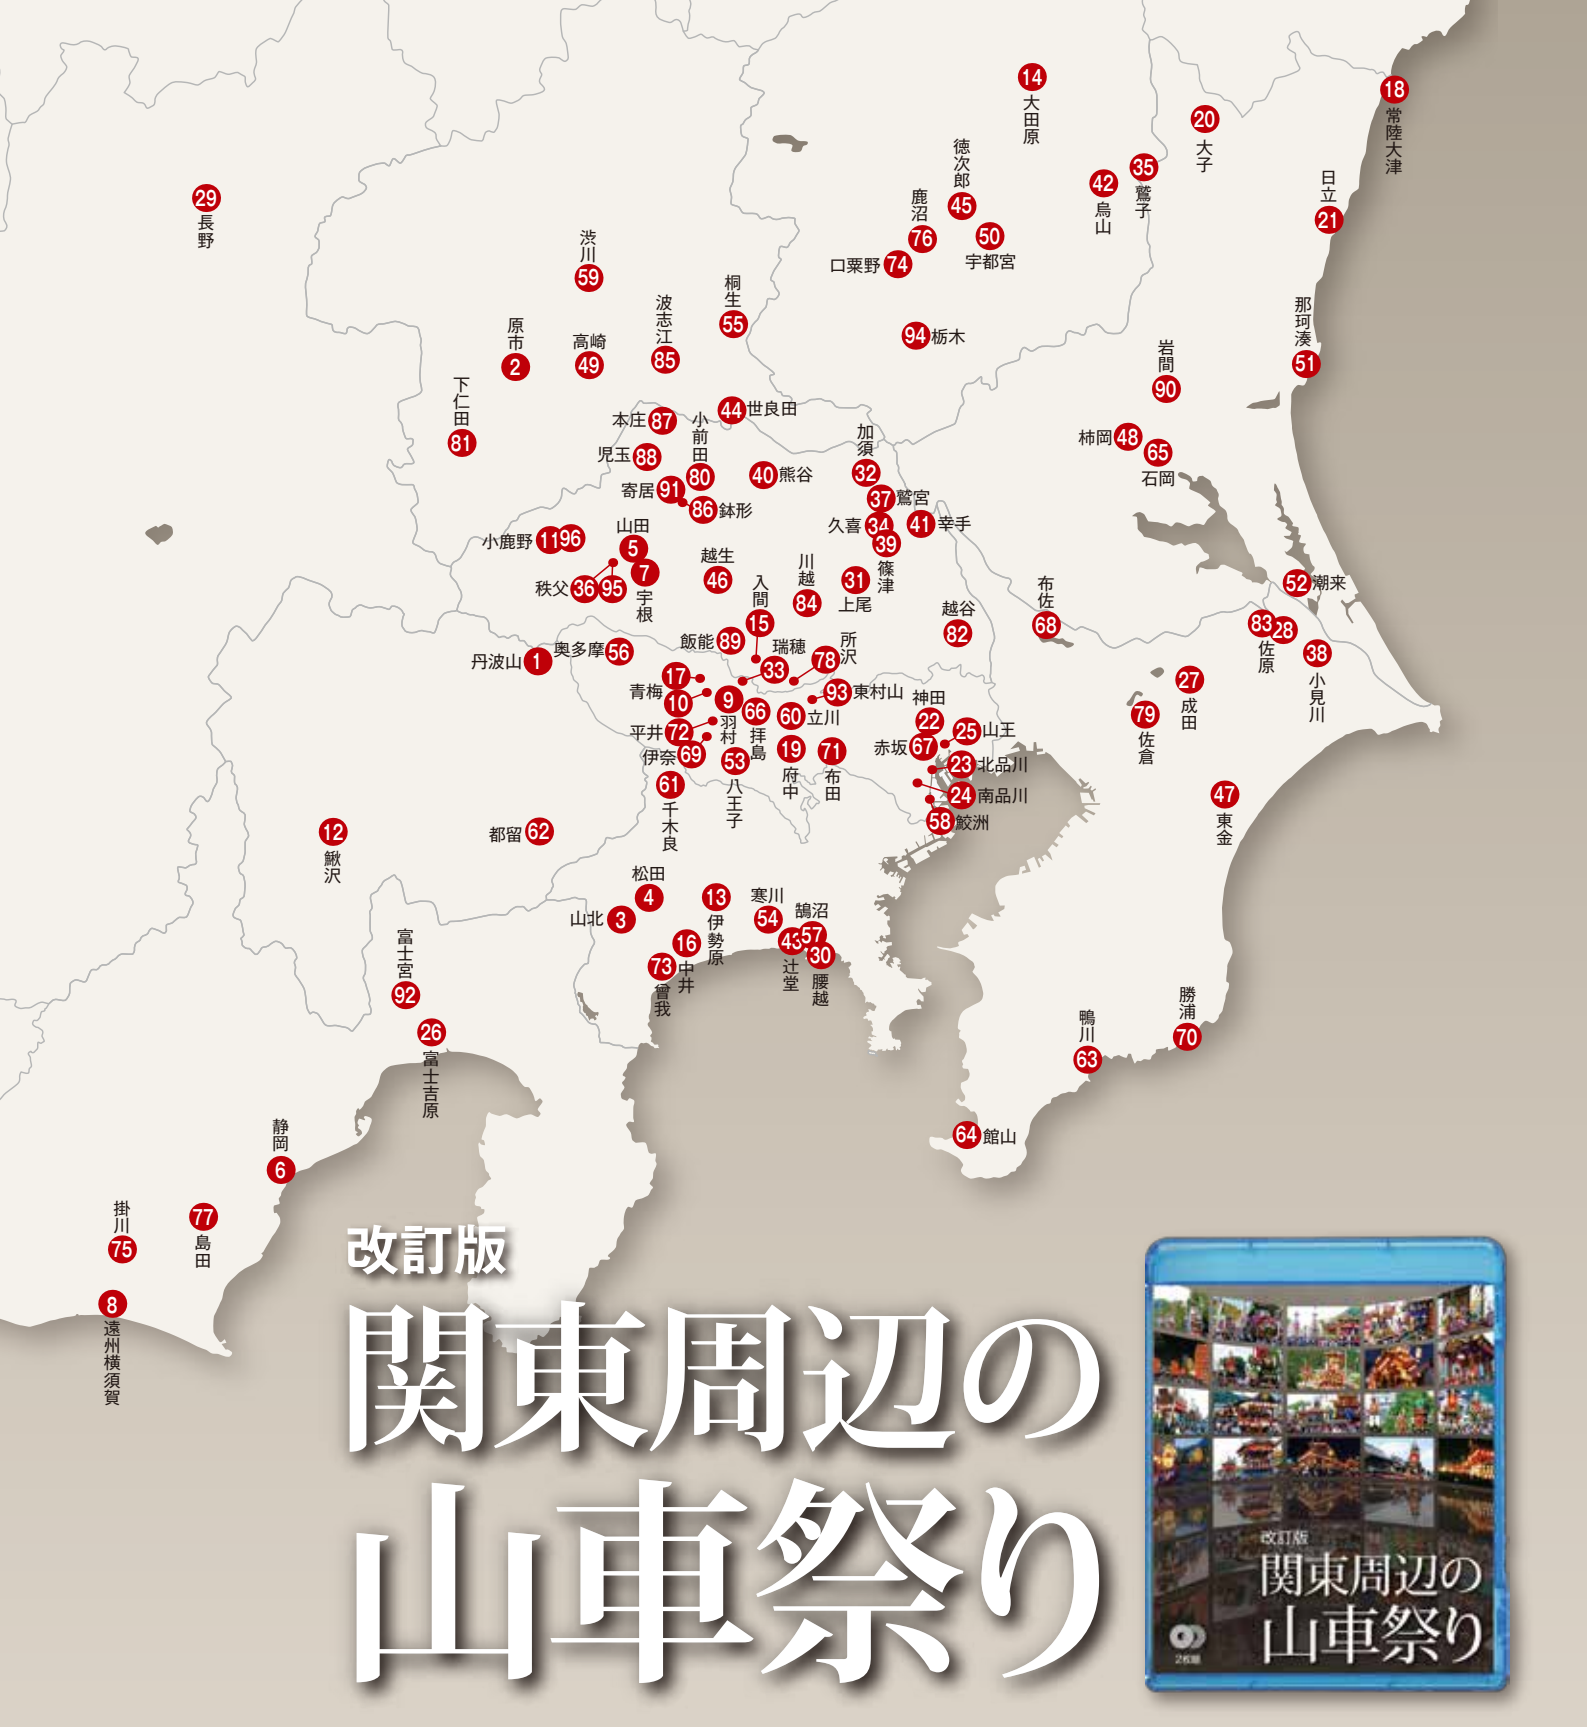 14
大田原
18
常陸大津
20
大子
徳次郎
45
35
鷲子
42
烏山
日立
21
29
長野
鹿沼
76
50
宇都宮
口粟野 74
渋川
59
桐生
55
波志江
85
那珂湊
51
原市
2
高崎
49
94 栃木
岩間
90
下仁田
81
44 世良田
本庄 87
小前田
80
加須
32
柿岡 48
65
石岡
児玉 88
40 熊谷
寄居 91
86 鉢形
37 鷲宮
久喜 34
39
篠津
41 幸手
小鹿野 11 96
山田
5
7
宇根
秩父 36 95
越生
46
入間
15
川越
84
31
上尾
布佐
68
52 潮来
越谷
82
83 28
佐原
38
小見川
丹波山 1
奥多摩 56
飯能 89
瑞穂
33
所沢
78
17
青梅
10
9
羽村
66
拝島
60 立川
93 東村山
神田
22
27
成田
79
佐倉
平井 72
伊奈 69
53
八王子
19
府中
71
布田
赤坂 67
25 山王
23 北品川
24 南品川
58 鮫洲
61
千木良
47
東金
12
鰍沢
都留 62
松田
4
山北 3
13
伊勢原
寒川
54
鵠沼
57
43
辻堂
30
腰越
16
中井
73
曾我
富士宮
92
26
富士吉原
勝浦
70
鴨川
63
静岡
6
64 館山
掛川
75
77
島田
8
遠州横須賀
改訂版
関東周辺の
山車祭り
改訂版
関東周辺の
山車祭り
2枚組